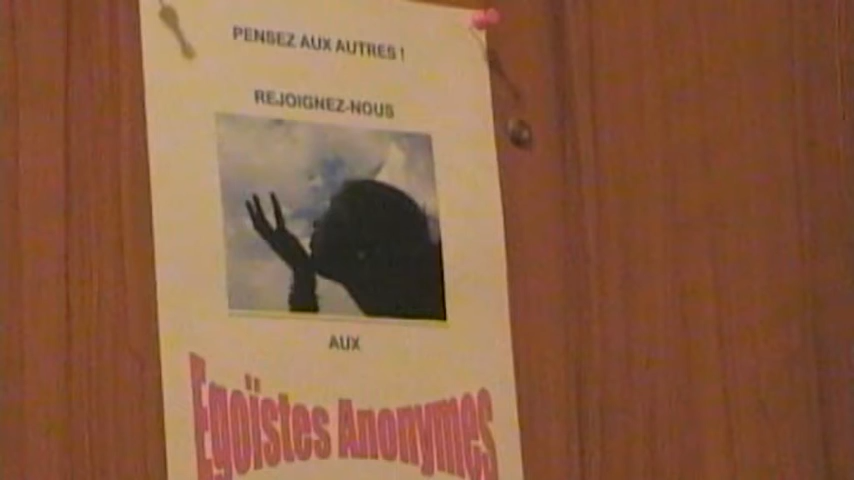 PENSEZ AUX AUTRES !
REJOIGNEZ-NOUS
AUX
Egoïstes Anonymes